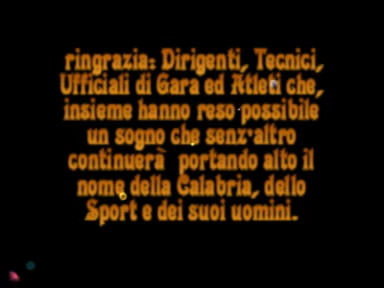 ringrazia: Dirigenti, Tecnici,
Ufficiali di Gara ed Atleti che,
insieme hanno reso possibile
un sogno che senz'altro
continuerà portando alto il
nome della Calabria, dello
Sport e dei suoi uomini.